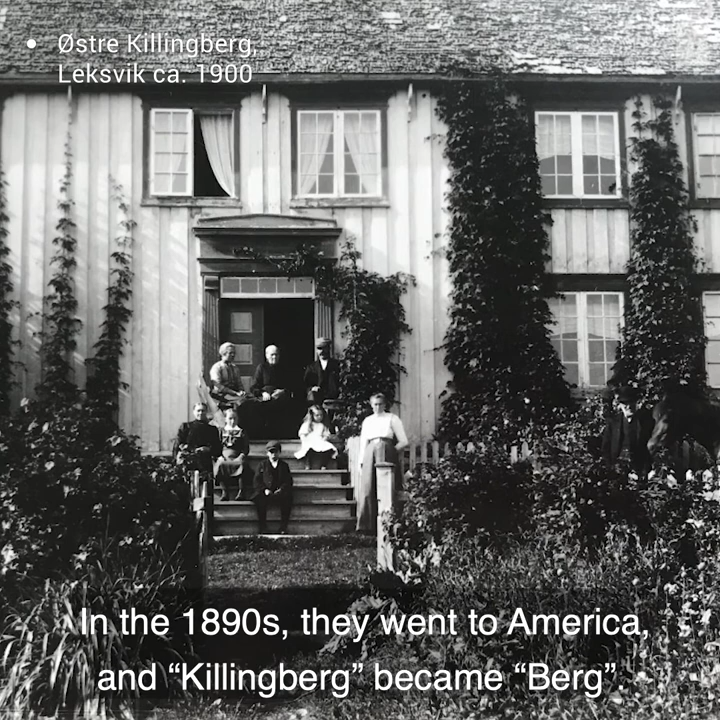 • Østre Killingberg,
Leksvik ca. 1900
In the 1890s, they went to America,
and “Killingberg” became “Berg”.